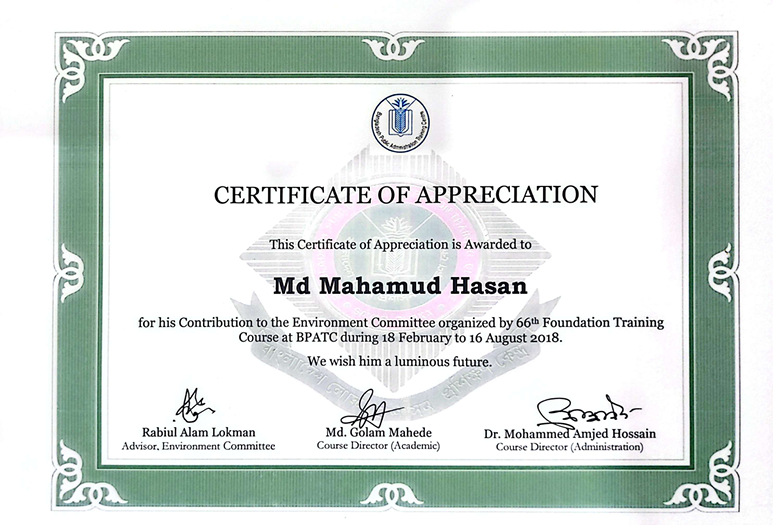 Bangladesh Public Administration Training Centre
CERTIFICATE OF APPRECIATION
This Certificate of Appreciation is Awarded to
Md Mahamud Hasan
for his Contribution to the Environment Committee organized by 66th Foundation Training
Course at BPATC during 18 February to 16 August 2018.
We wish him a luminous future.
Rabiul Alam Lokman
Advisor, Environment Committee
Md. Golam Mahede
Course Director (Academic)
Dr. Mohammed Amjed Hossain
Course Director (Administration)